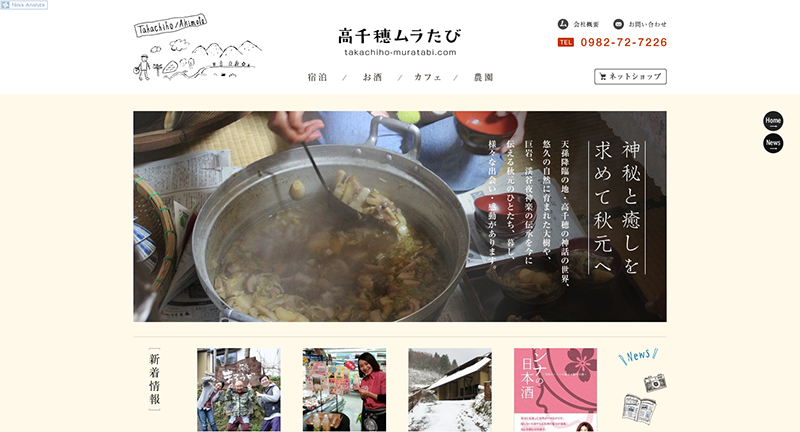 Ninja Analyze
Takachiho/Akimoto
高千穂ムラたび
takachiho-muratabi.com
会社概要
お問い合わせ
TEL 0982-72-7226
宿泊 / お酒 / カフェ / 農園
ネットショップ
Home
News
神秘と癒しを
求めて秋元へ
天孫降臨の地・高千穂の神話の世界、
悠久の自然に育まれた大樹や、
巨岩、渓谷夜神楽の伝承を今に
伝える秋元のひとたち、暮し、
様々な出会い・感動があります。
新着情報
ンナの
日本酒
News